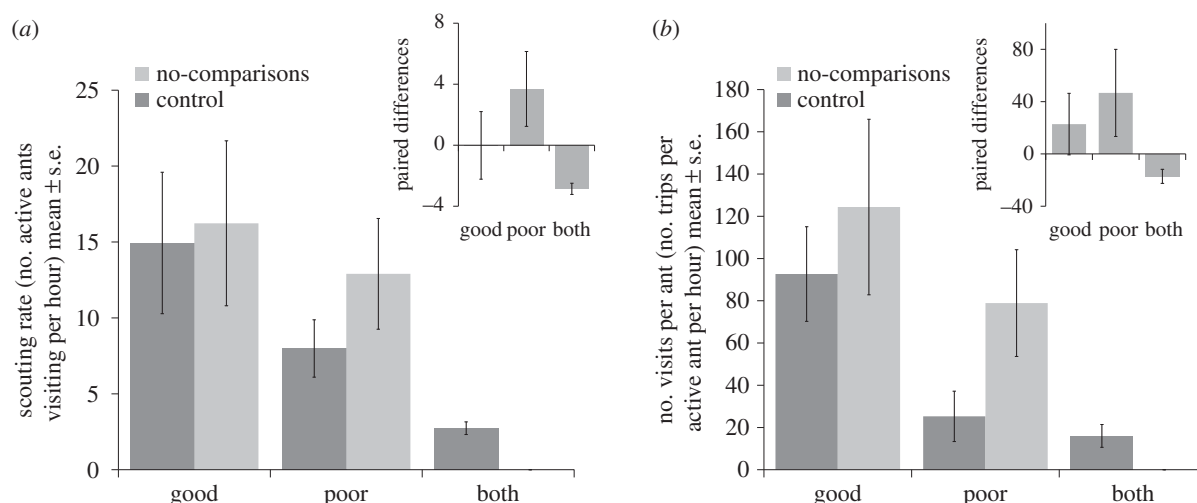 (a)
no-comparisons
control
scouting rate (no. active ants
visiting per hour) mean ± s.e.
25
20
15
10
5
0
good
poor
both
paired differences
8
4
0
–4
good poor both
(b)
no-comparisons
control
no. visits per ant (no. trips per
active ant per hour) mean ± s.e.
180
160
140
120
100
80
60
40
20
0
good
poor
both
paired differences
80
40
0
–40
good poor both